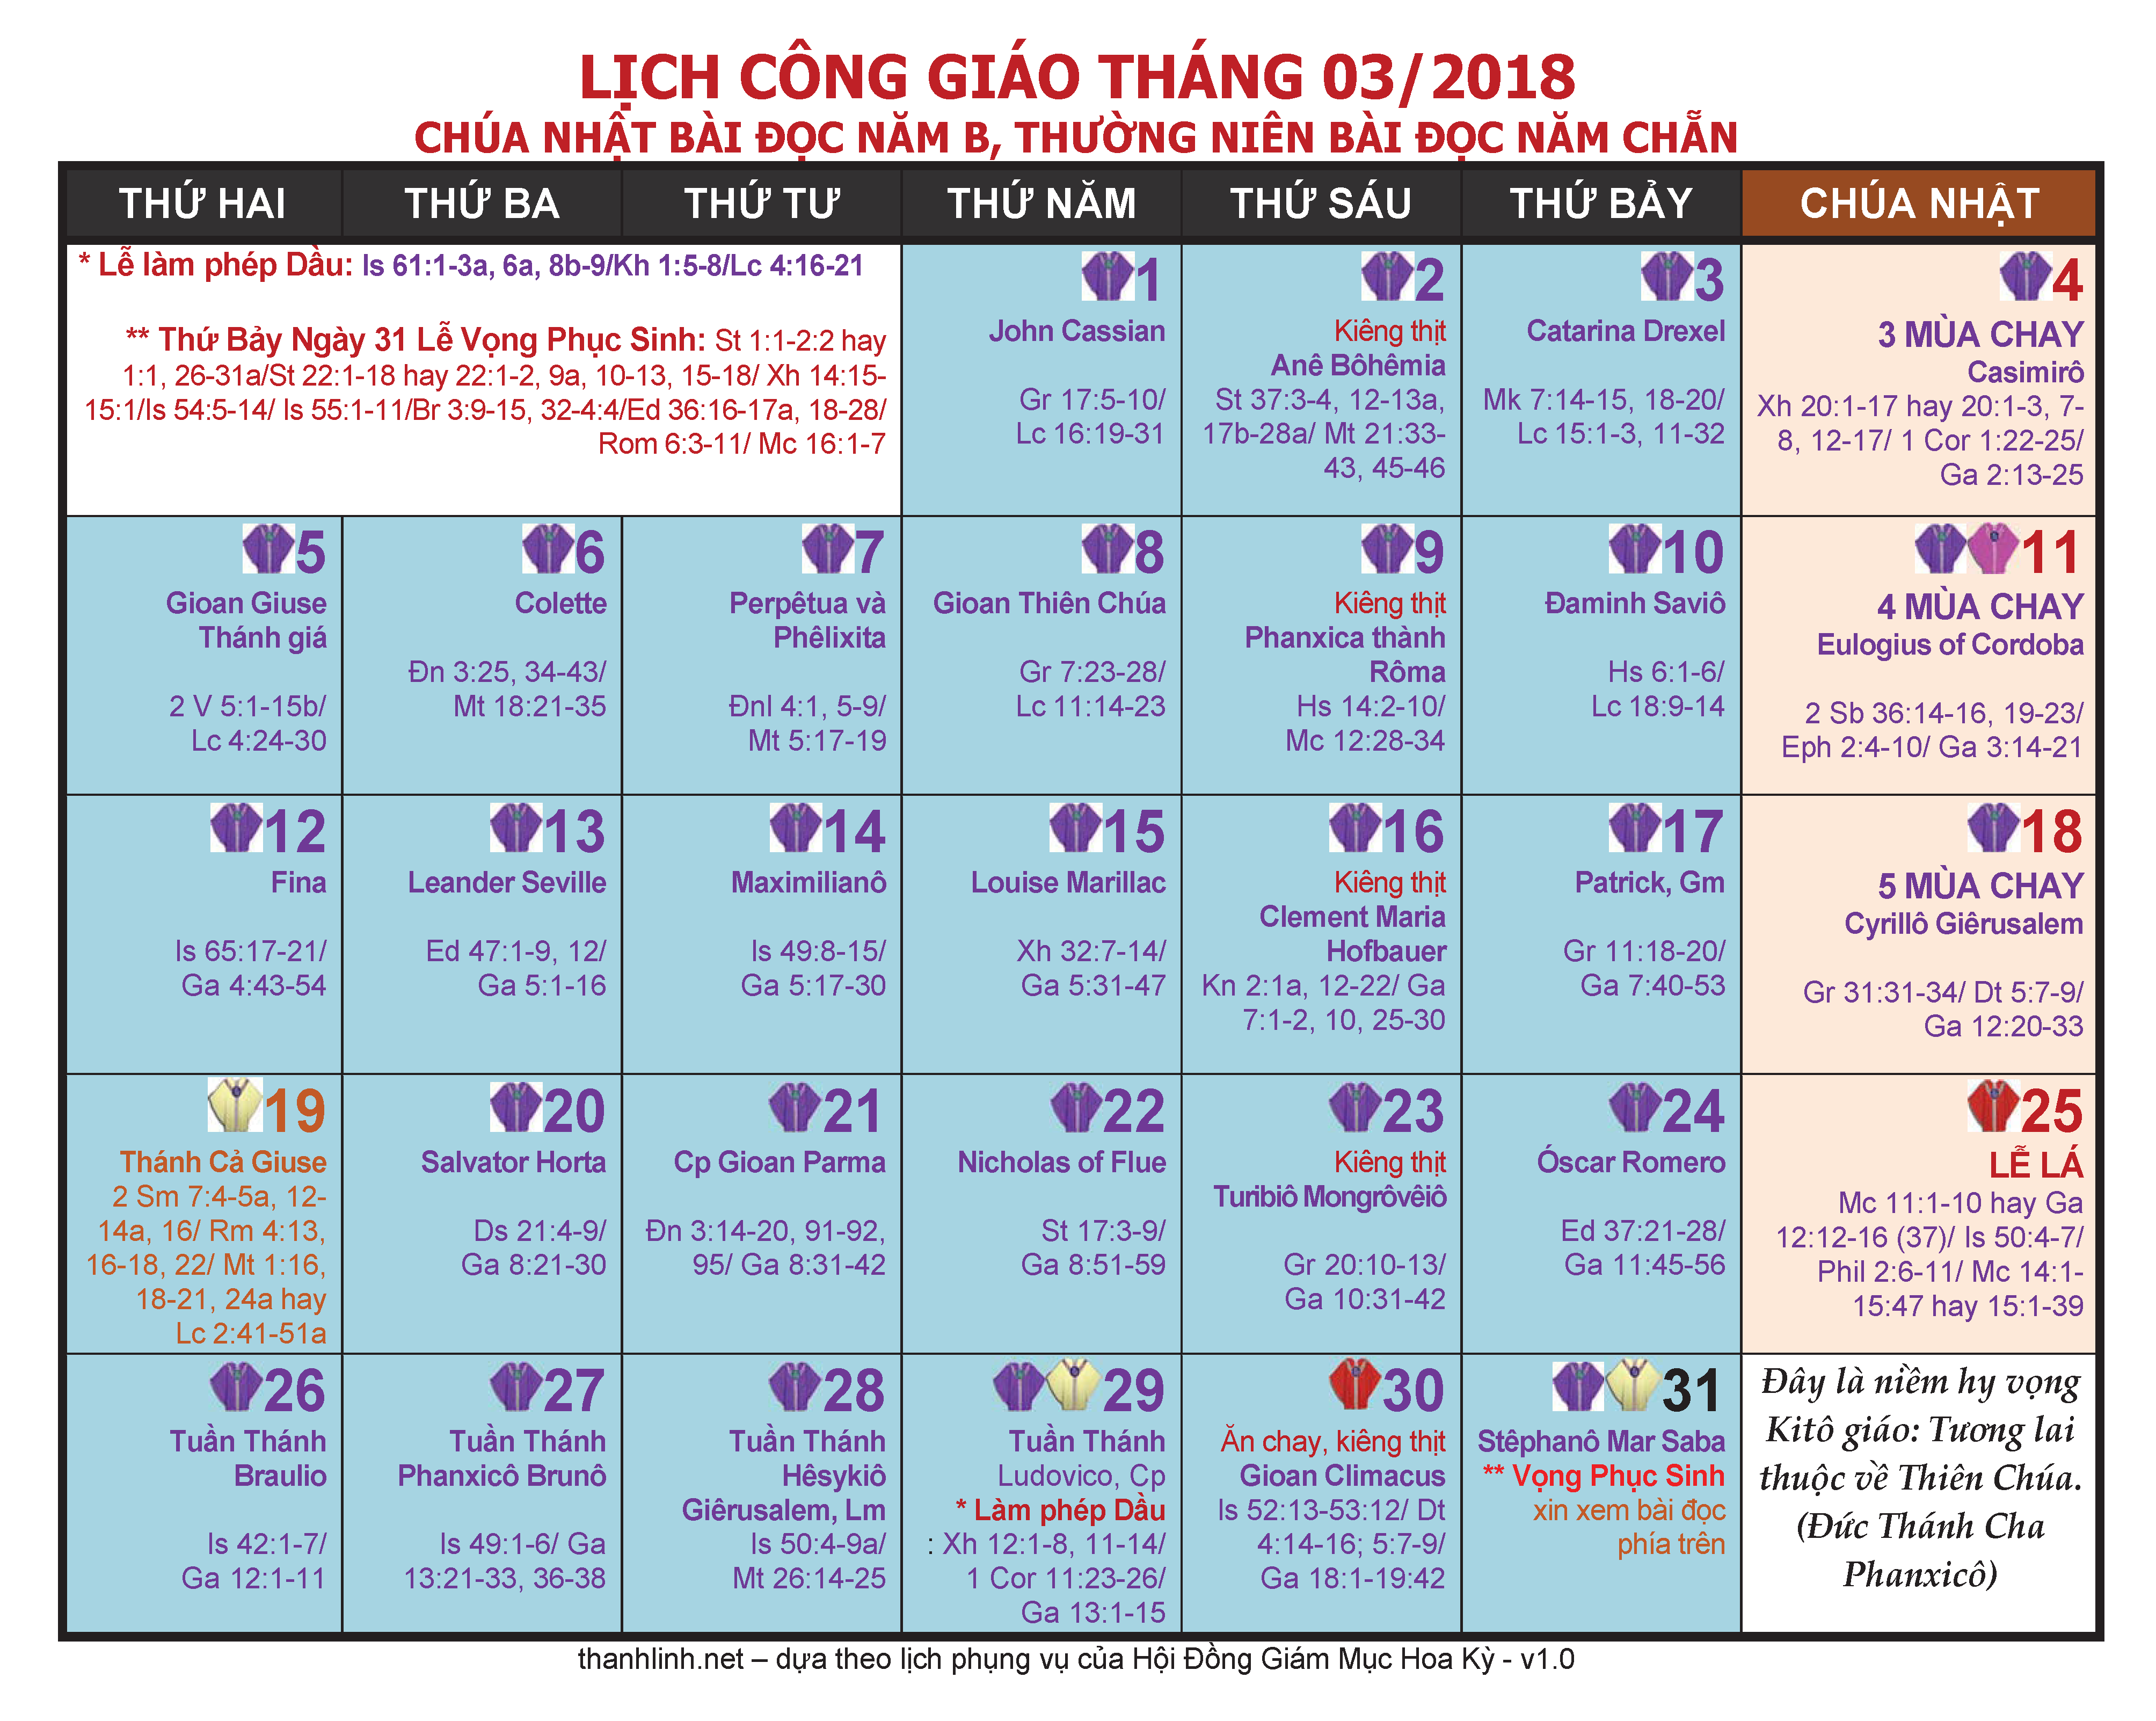 LỊCH CÔNG GIÁO THÁNG 03/2018
CHÚA NHẬT BÀI ĐỌC NĂM B, THƯỜNG NIÊN BÀI ĐỌC NĂM CHẴN
THỨ HAI
THỨ BA
THỨ TƯ
THỨ NĂM
THỨ SÁU
THỨ BẢY
CHÚA NHẬT
* Lễ làm phép Dầu: Is 61:1-3a, 6a, 8b-9/Kh 1:5-8/Lc 4:16-21
** Thứ Bảy Ngày 31 Lễ Vọng Phục Sinh: St 1:1-2:2 hay
1:1, 26-31a/St 22:1-18 hay 22:1-2, 9a, 10-13, 15-18/ Xh 14:15-
15:1/Is 54:5-14/ Is 55:1-11/Br 3:9-15, 32-4:4/Ed 36:16-17a, 18-28/
Rom 6:3-11/ Mc 16:1-7
1
John Cassian
Gr 17:5-10/
Lc 16:19-31
2
Kiêng thịt
Anê Bôhêmia
St 37:3-4, 12-13a,
17b-28a/ Mt 21:33-
43, 45-46
3
Catarina Drexel
Mk 7:14-15, 18-20/
Lc 15:1-3, 11-32
4
3 MÙA CHAY
Casimirô
Xh 20:1-17 hay 20:1-3, 7-
8, 12-17/ 1 Cor 1:22-25/
Ga 2:13-25
5
Gioan Giuse
Thánh giá
2 V 5:1-15b/
Lc 4:24-30
6
Colette
Đn 3:25, 34-43/
Mt 18:21-35
7
Perpêtua và
Phêlixita
Đnl 4:1, 5-9/
Mt 5:17-19
8
Gioan Thiên Chúa
Gr 7:23-28/
Lc 11:14-23
9
Kiêng thịt
Phanxica thành
Rôma
Hs 14:2-10/
Mc 12:28-34
10
Đaminh Saviô
Hs 6:1-6/
Lc 18:9-14
11
4 MÙA CHAY
Eulogius of Cordoba
2 Sb 36:14-16, 19-23/
Eph 2:4-10/ Ga 3:14-21
12
Fina
Is 65:17-21/
Ga 4:43-54
13
Leander Seville
Ed 47:1-9, 12/
Ga 5:1-16
14
Maximilianô
Is 49:8-15/
Ga 5:17-30
15
Louise Marillac
Xh 32:7-14/
Ga 5:31-47
16
Kiêng thịt
Clement Maria
Hofbauer
Kn 2:1a, 12-22/ Ga
7:1-2, 10, 25-30
17
Patrick, Gm
Gr 11:18-20/
Ga 7:40-53
18
5 MÙA CHAY
Cyrillô Giêrusalem
Gr 31:31-34/ Dt 5:7-9/
Ga 12:20-33
19
Thánh Cả Giuse
2 Sm 7:4-5a, 12-
14a, 16/ Rm 4:13,
16-18, 22/ Mt 1:16,
18-21, 24a hay
Lc 2:41-51a
20
Salvator Horta
Ds 21:4-9/
Ga 8:21-30
21
Cp Gioan Parma
Đn 3:14-20, 91-92,
95/ Ga 8:31-42
22
Nicholas of Flue
St 17:3-9/
Ga 8:51-59
23
Kiêng thịt
Turibiô Mongrôvêiô
Gr 20:10-13/
Ga 10:31-42
24
Óscar Romero
Ed 37:21-28/
Ga 11:45-56
25
LỄ LÁ
Mc 11:1-10 hay Ga
12:12-16 (37)/ Is 50:4-7/
Phil 2:6-11/ Mc 14:1-
15:47 hay 15:1-39
26
Tuần Thánh
Braulio
Is 42:1-7/
Ga 12:1-11
27
Tuần Thánh
Phanxicô Brunô
Is 49:1-6/ Ga
13:21-33, 36-38
28
Tuần Thánh
Hêsykiô
Giêrusalem, Lm
Is 50:4-9a/
Mt 26:14-25
29
Tuần Thánh
Ludovico, Cp
* Làm phép Dầu
: Xh 12:1-8, 11-14/
1 Cor 11:23-26/
Ga 13:1-15
30
Ăn chay, kiêng thịt
Gioan Climacus
Is 52:13-53:12/ Dt
4:14-16; 5:7-9/
Ga 18:1-19:42
31
Stêphanô Mar Saba
** Vọng Phục Sinh
xin xem bài đọc
phía trên
Đây là niềm hy vọng
Kitô giáo: Tương lai
thuộc về Thiên Chúa.
(Đức Thánh Cha
Phanxicô)
thanhlinh.net – dựa theo lịch phụng vụ của Hội Đồng Giám Mục Hoa Kỳ - v1.0